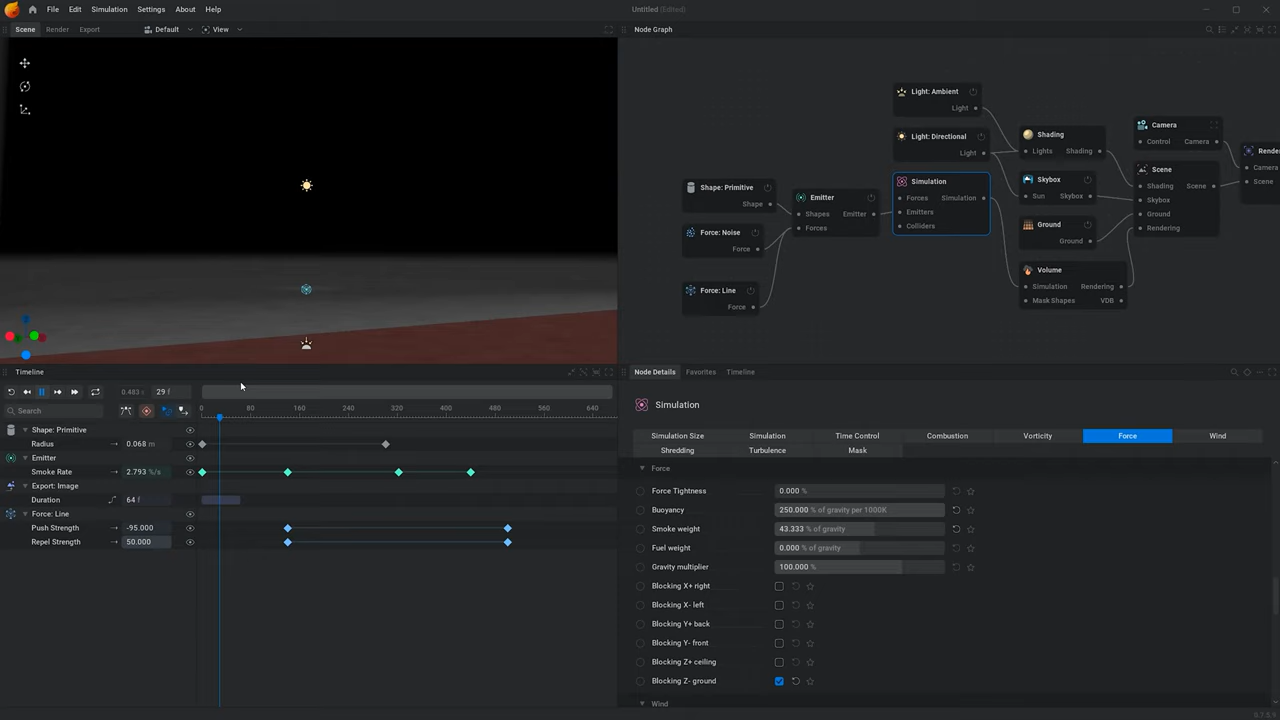 File Edit Simulation Settings About Help
Untitled (Edited)
Scene Render Export Default View
Node Graph
Light: Ambient
Light
Light: Directional
Light
Shading
Lights Shading
Camera
Control Camera
Render
Camera
Scene
Scene
Shading Scene
Skybox
Ground
Rendering
Skybox
Sun Skybox
Ground
Ground
Volume
Simulation Rendering
Mask Shapes VDB
Simulation
Forces Simulation
Emitters
Colliders
Emitter
Shapes Emitter
Forces
Shape: Primitive
Shape
Force: Noise
Force
Force: Line
Force
Timeline
0.483 s 29 f
Search
0 80 160 240 320 400 480 560 640
Shape: Primitive
Radius 0.068 m
Emitter
Smoke Rate 2.793 %/s
Export: Image
Duration 64 f
Force: Line
Push Strength -95.000
Repel Strength 50.000
Node Details Favorites Timeline
Simulation
Simulation Size Simulation Time Control Combustion Vorticity Force Wind
Shredding Turbulence Mask
Force
Force Tightness 0.000 %
Buoyancy 250.000 % of gravity per 1000K
Smoke weight 43.333 % of gravity
Fuel weight 0.000 % of gravity
Gravity multiplier 100.000 %
Blocking X+ right
Blocking X- left
Blocking Y+ back
Blocking Y- front
Blocking Z+ ceiling
Blocking Z- ground
Wind
0.7.5.1